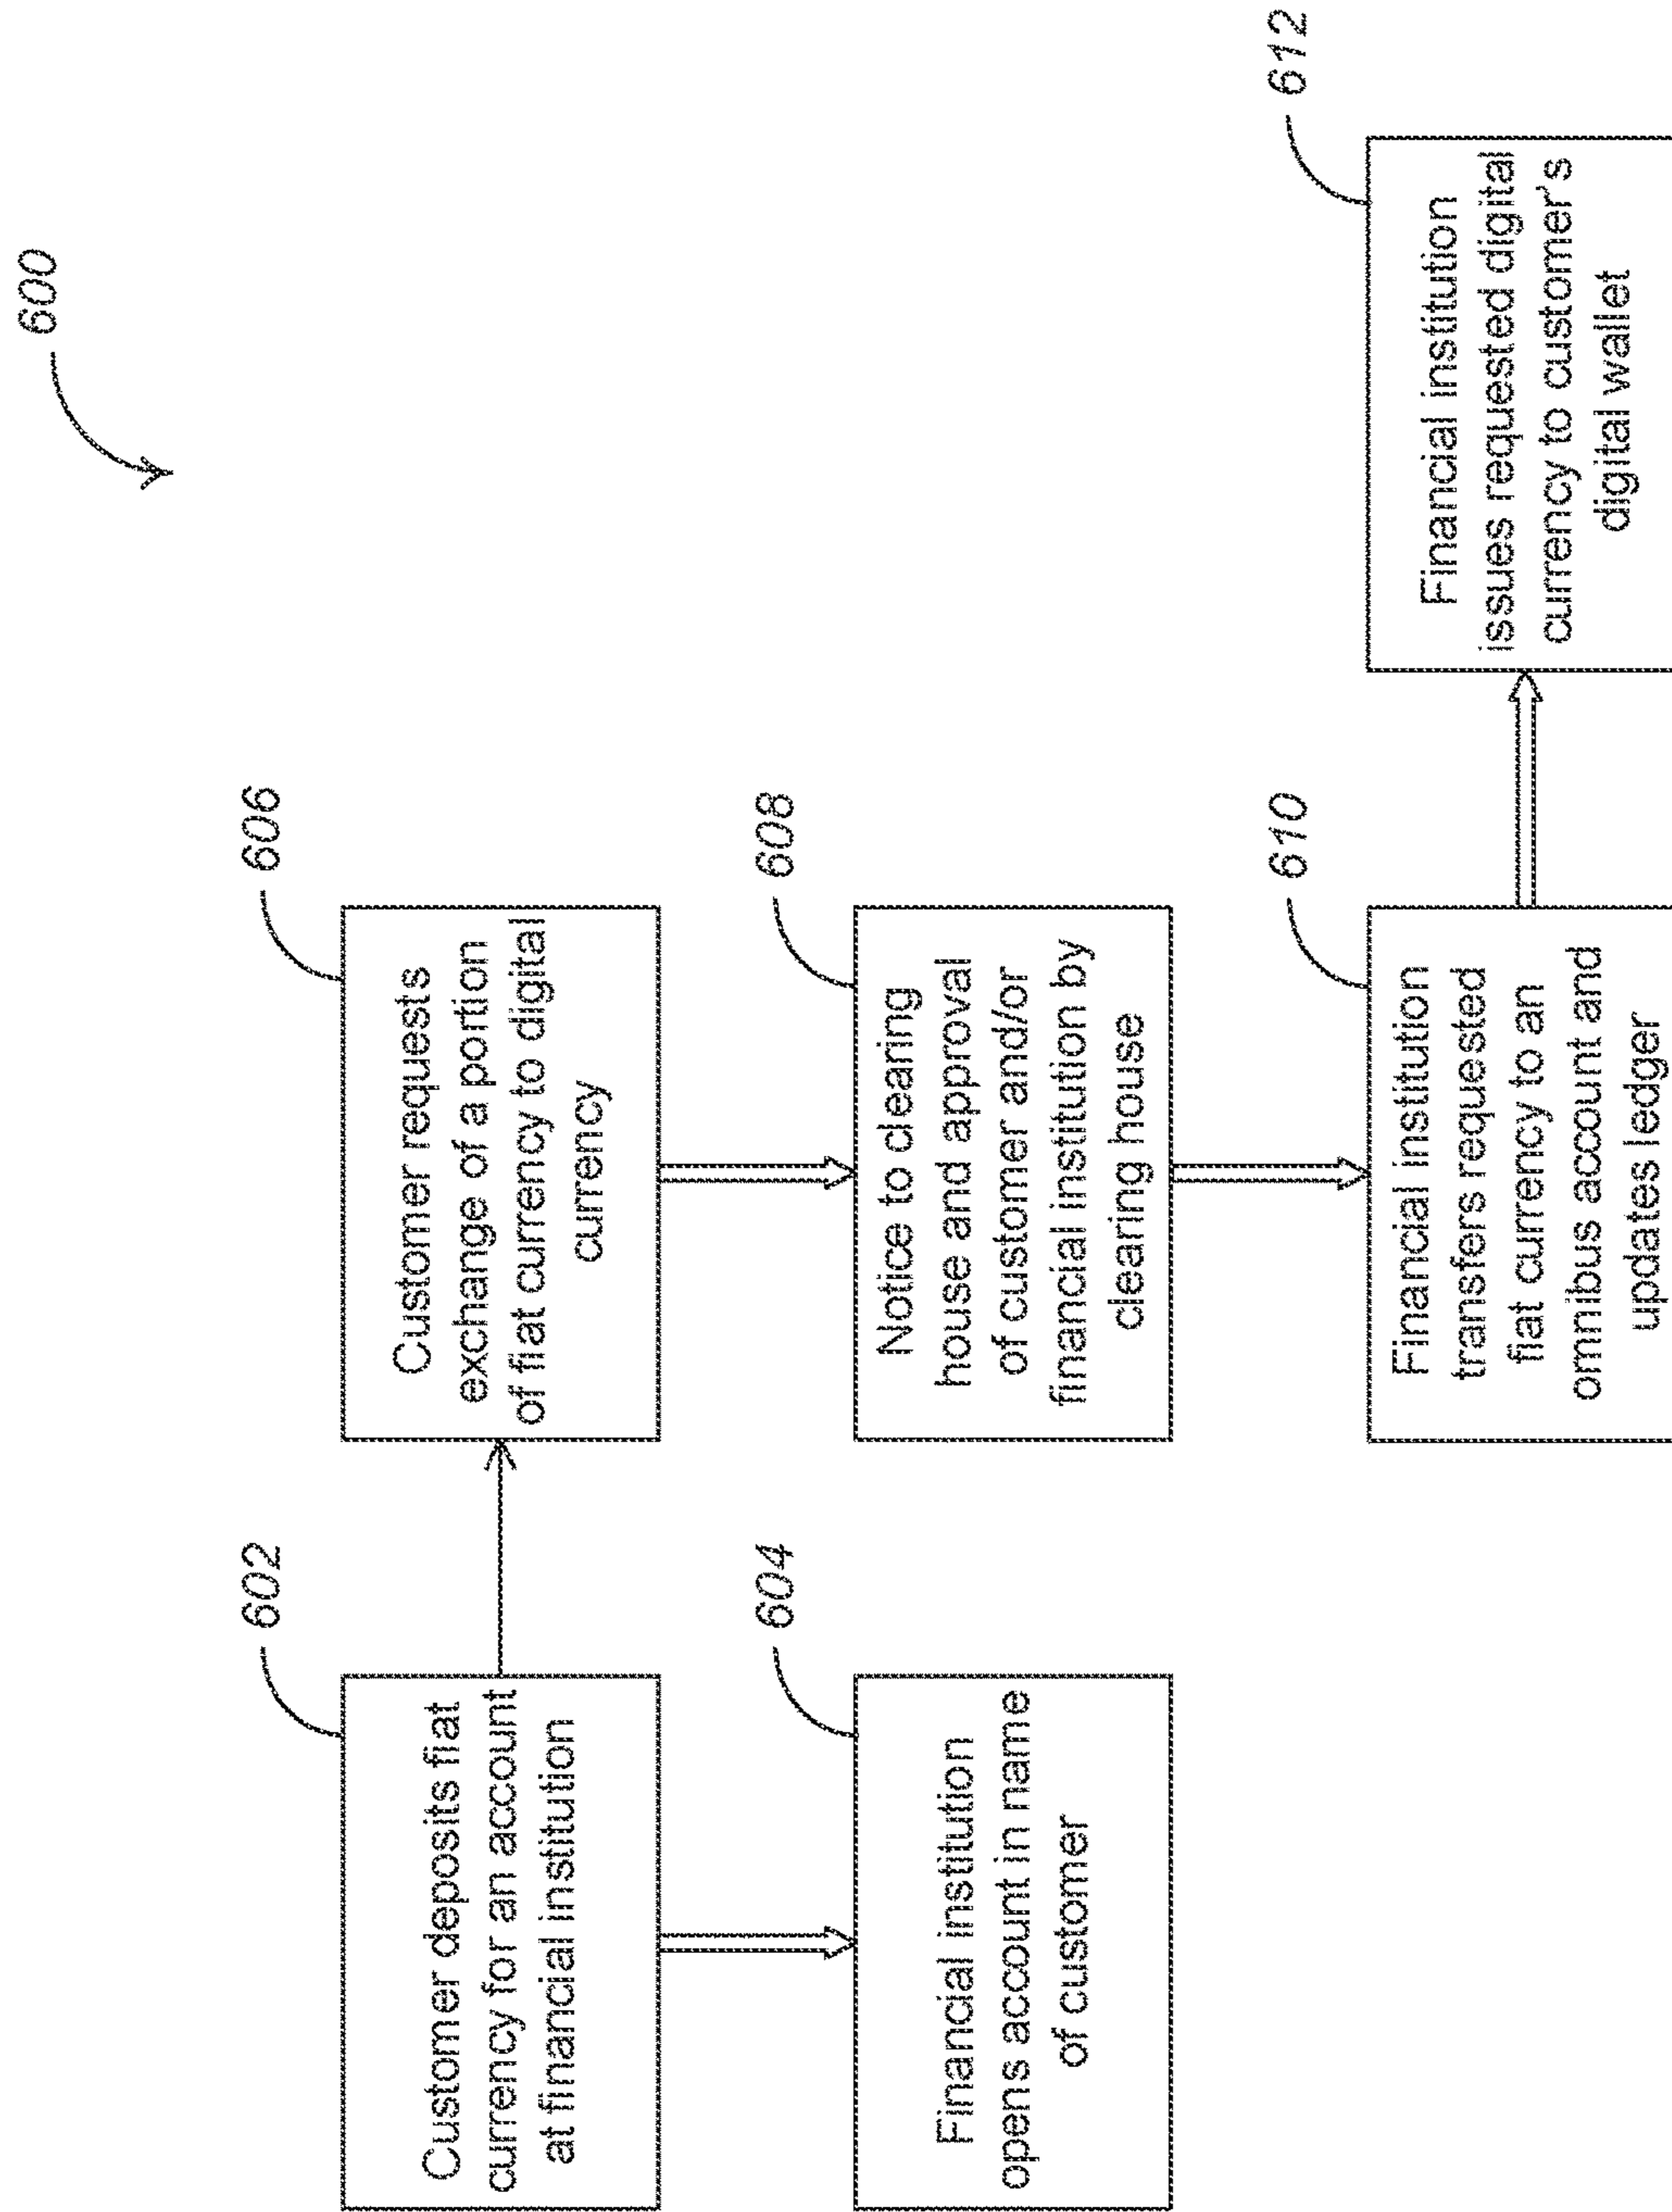 600
602
Customer deposits fiat
currency for an account
at financial institution
604
Financial institution
opens account in name
of customer
606
Customer requests
exchange of a portion
of fiat currency to digital
currency
608
Notice to clearing
house and approval
of customer and/or
financial institution by
clearing house
610
Financial institution
transfers requested
fiat currency to an
omnibus account and
updates ledger
612
Financial institution
issues requested digital
currency to customer's
digital wallet